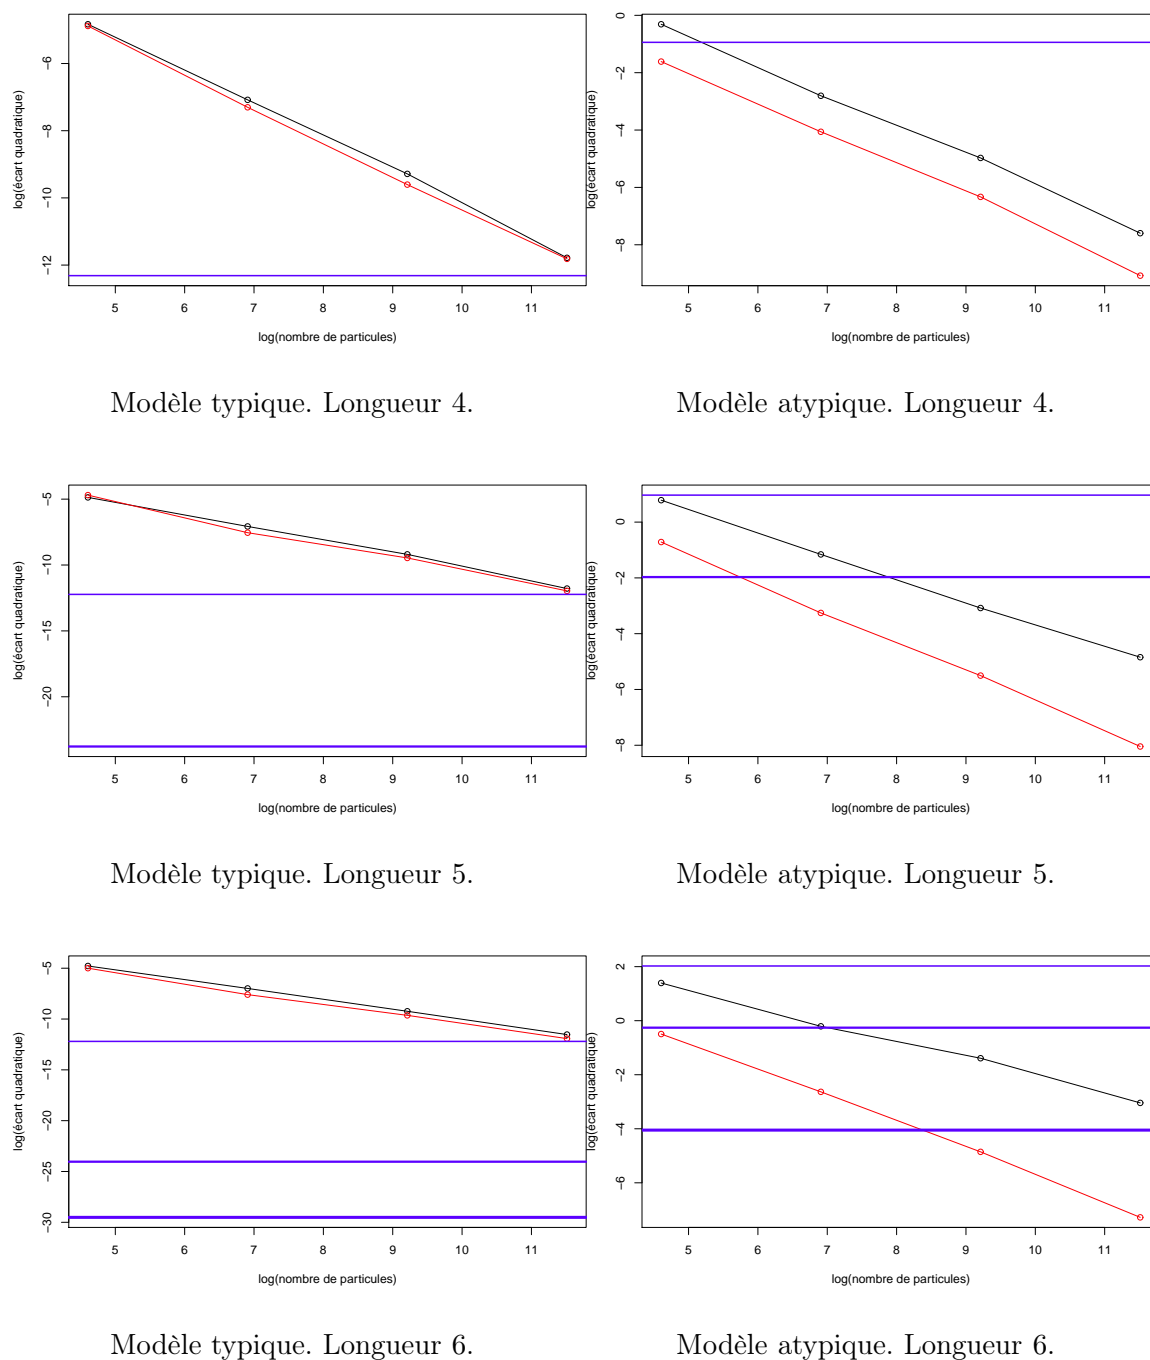 log(écart quadratique)
−6
−8
−10
−12
5 6 7 8 9 10 11
log(nombre de particules)
Modèle typique. Longueur 4.
log(écart quadratique)
0
−2
−4
−6
−8
5 6 7 8 9 10 11
log(nombre de particules)
Modèle atypique. Longueur 4.
log(écart quadratique)
−5
−10
−15
−20
5 6 7 8 9 10 11
log(nombre de particules)
Modèle typique. Longueur 5.
log(écart quadratique)
0
−2
−4
−6
−8
5 6 7 8 9 10 11
log(nombre de particules)
Modèle atypique. Longueur 5.
log(écart quadratique)
−5
−10
−15
−20
−25
−30
5 6 7 8 9 10 11
log(nombre de particules)
Modèle typique. Longueur 6.
log(écart quadratique)
2
0
−2
−4
−6
5 6 7 8 9 10 11
log(nombre de particules)
Modèle atypique. Longueur 6.